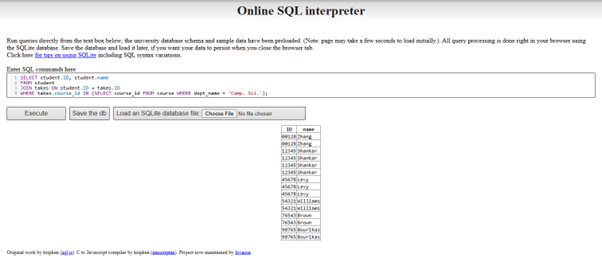 Online SQL interpreter
Run queries directly from the text box below; the university database schema and sample data have been preloaded. (Note: page may take a few seconds to load initially.). All query processing is done right in your browser using
the SQLite database. Save the database and load it later, if you want your data to persist when you close the browser tab.
Click here for tips on using SQLite including SQL syntax variations.
Enter SQL commands here
1 SELECT student.ID, student.name
2 FROM student
3 JOIN takes ON student.ID = takes.ID
4 WHERE takes.course_id IN (SELECT course_id FROM course WHERE dept_name = 'Comp. Sci.');
Execute Save the db Load an SQLite database file: Choose File No file chosen
ID name
00128 Zhang
00128 Zhang
12345 Shankar
12345 Shankar
12345 Shankar
12345 Shankar
45678 Levy
45678 Levy
45678 Levy
54321 Williams
54321 Williams
76543 Brown
76543 Brown
98765 Bourikas
98765 Bourikas
Original work by kripken (sql.js). C to Javascript compiler by kripken (emscripten). Project now maintained by lovasoa